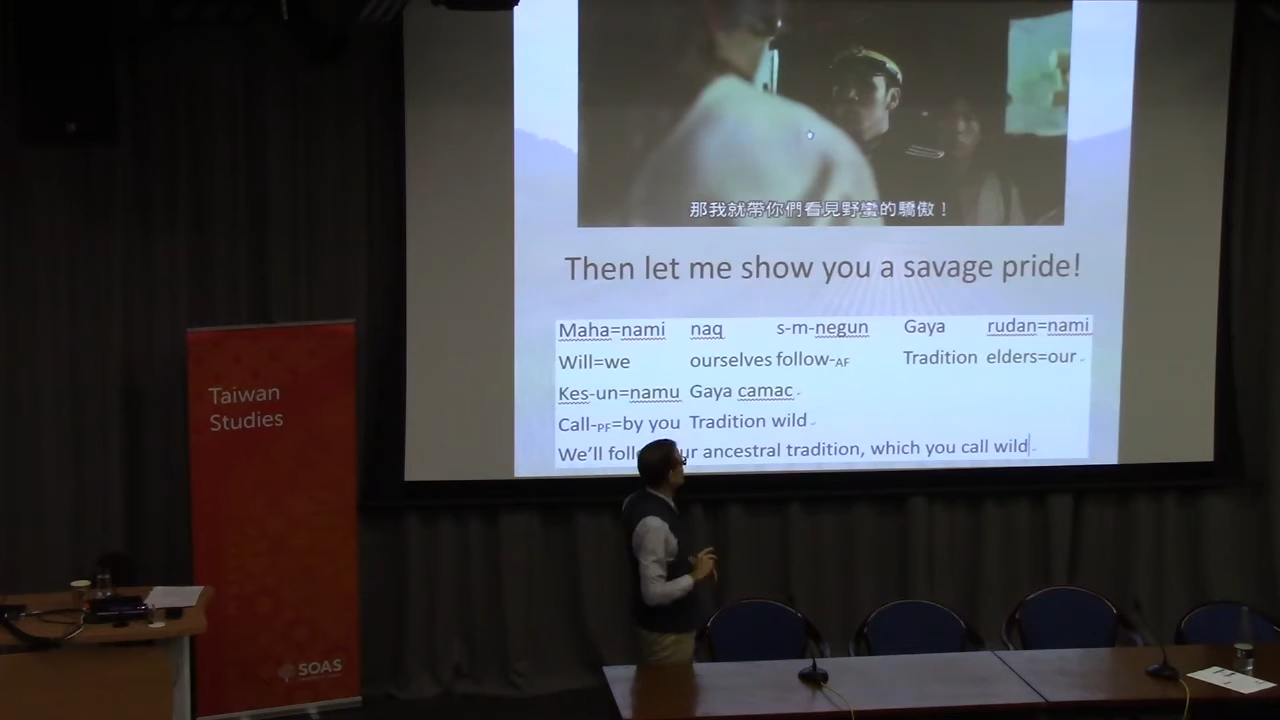 那我就帶你們看見野蠻的驕傲！
Then let me show you a savage pride!
Maha=nami naq s-m-negun Gaya rudan=nami
Will=we ourselves follow-AF Tradition elders=our
Kes-un=namu Gaya camac
Call-PF=by you Tradition wild
We'll foll ur ancestral tradition, which you call wild
Taiwan
Studies
SOAS